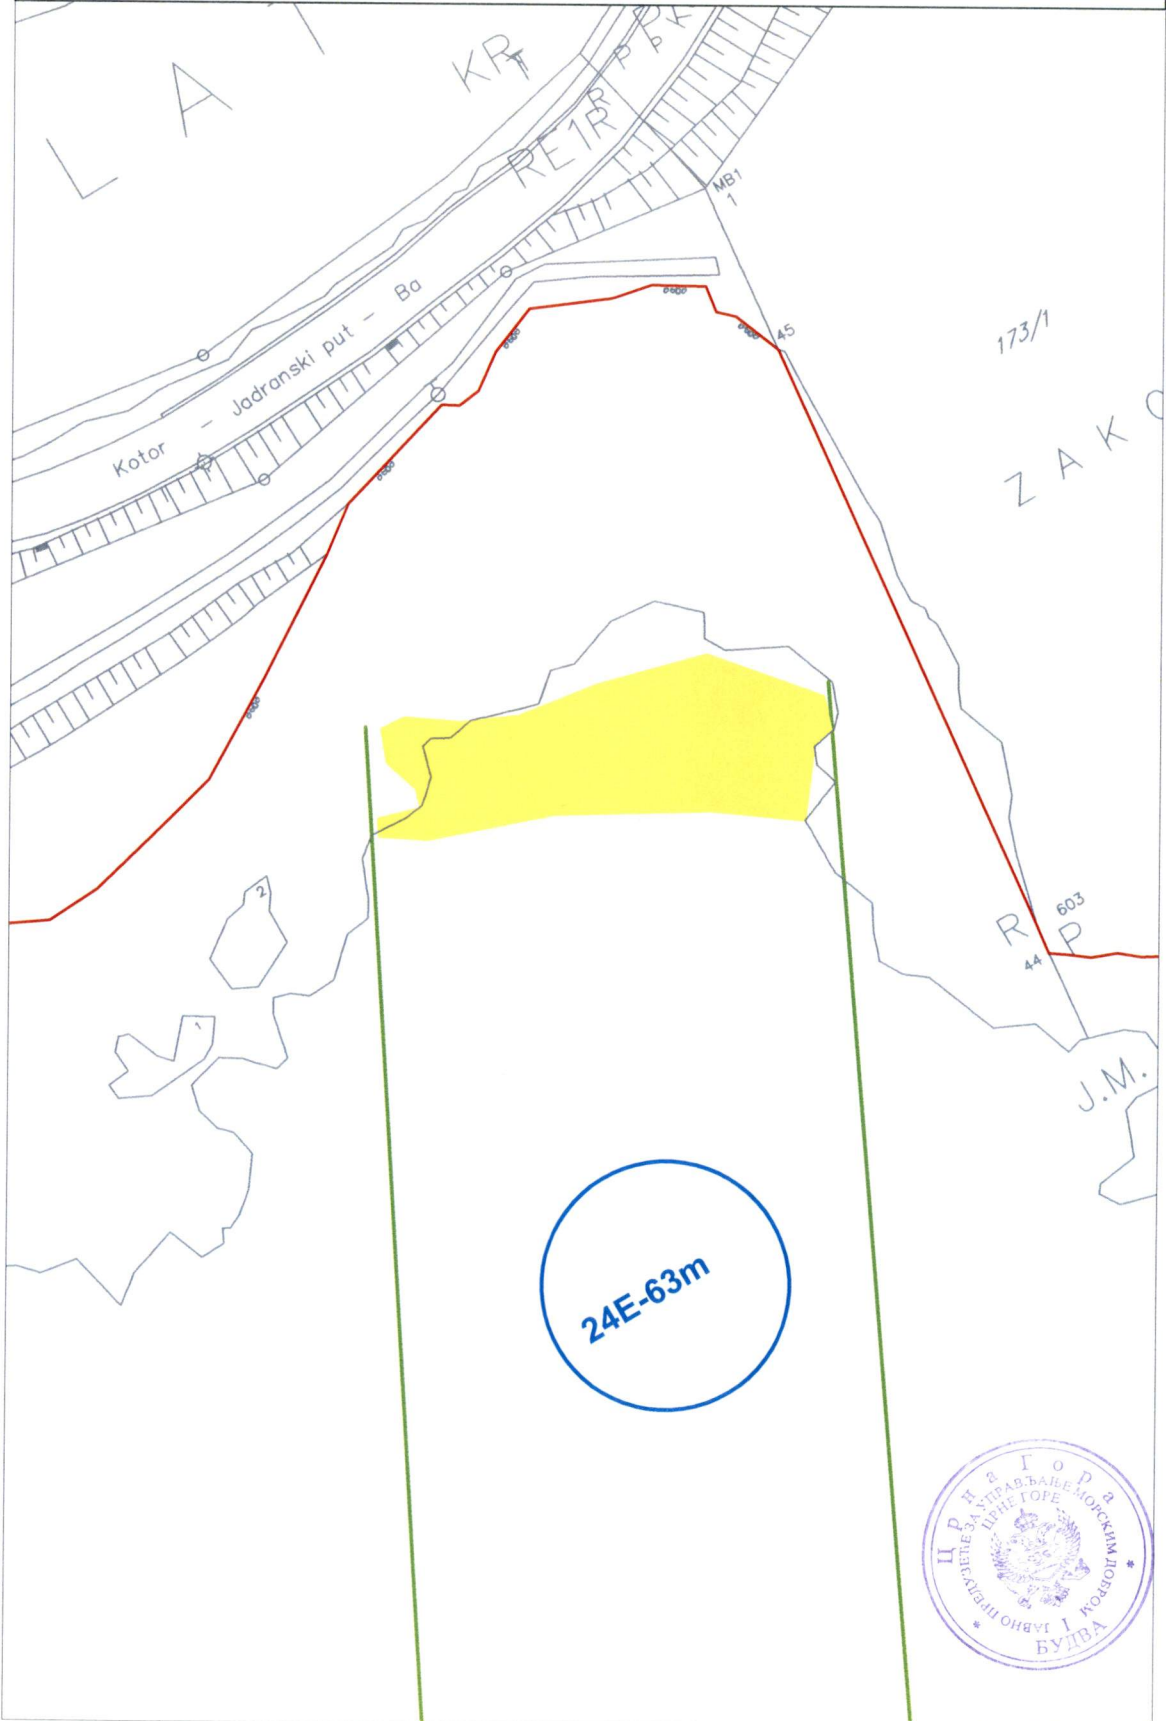 L A
KR
RE1R
R
P
P
P
K
MB1
1
Kotor - Jadranski put - Ba
45
173/1
Z A K O
2
1
603
R P
44
J.M.
24E-63m
Црна Гора
ЈАВНО ПРЕДУЗЕЋЕ ЗА УПРАВЉАЊЕ МОРСКИМ ДОБРОМ
ЦРНЕ ГОРЕ
I
БУДВА